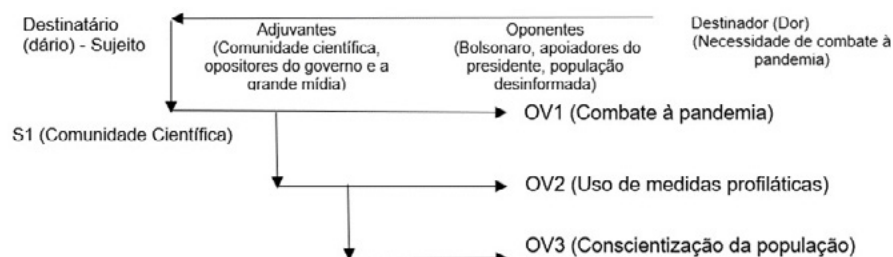 Destinatário
(dário) - Sujeito
Adjuvantes
(Comunidade científica,
opositores do governo e a
grande mídia)
Oponentes
(Bolsonaro, apoiadores do
presidente, população
desinformada)
Destinador (Dor)
(Necessidade de combate à
pandemia)
S1 (Comunidade Científica)
OV1 (Combate à pandemia)
OV2 (Uso de medidas profiláticas)
OV3 (Conscientização da população)